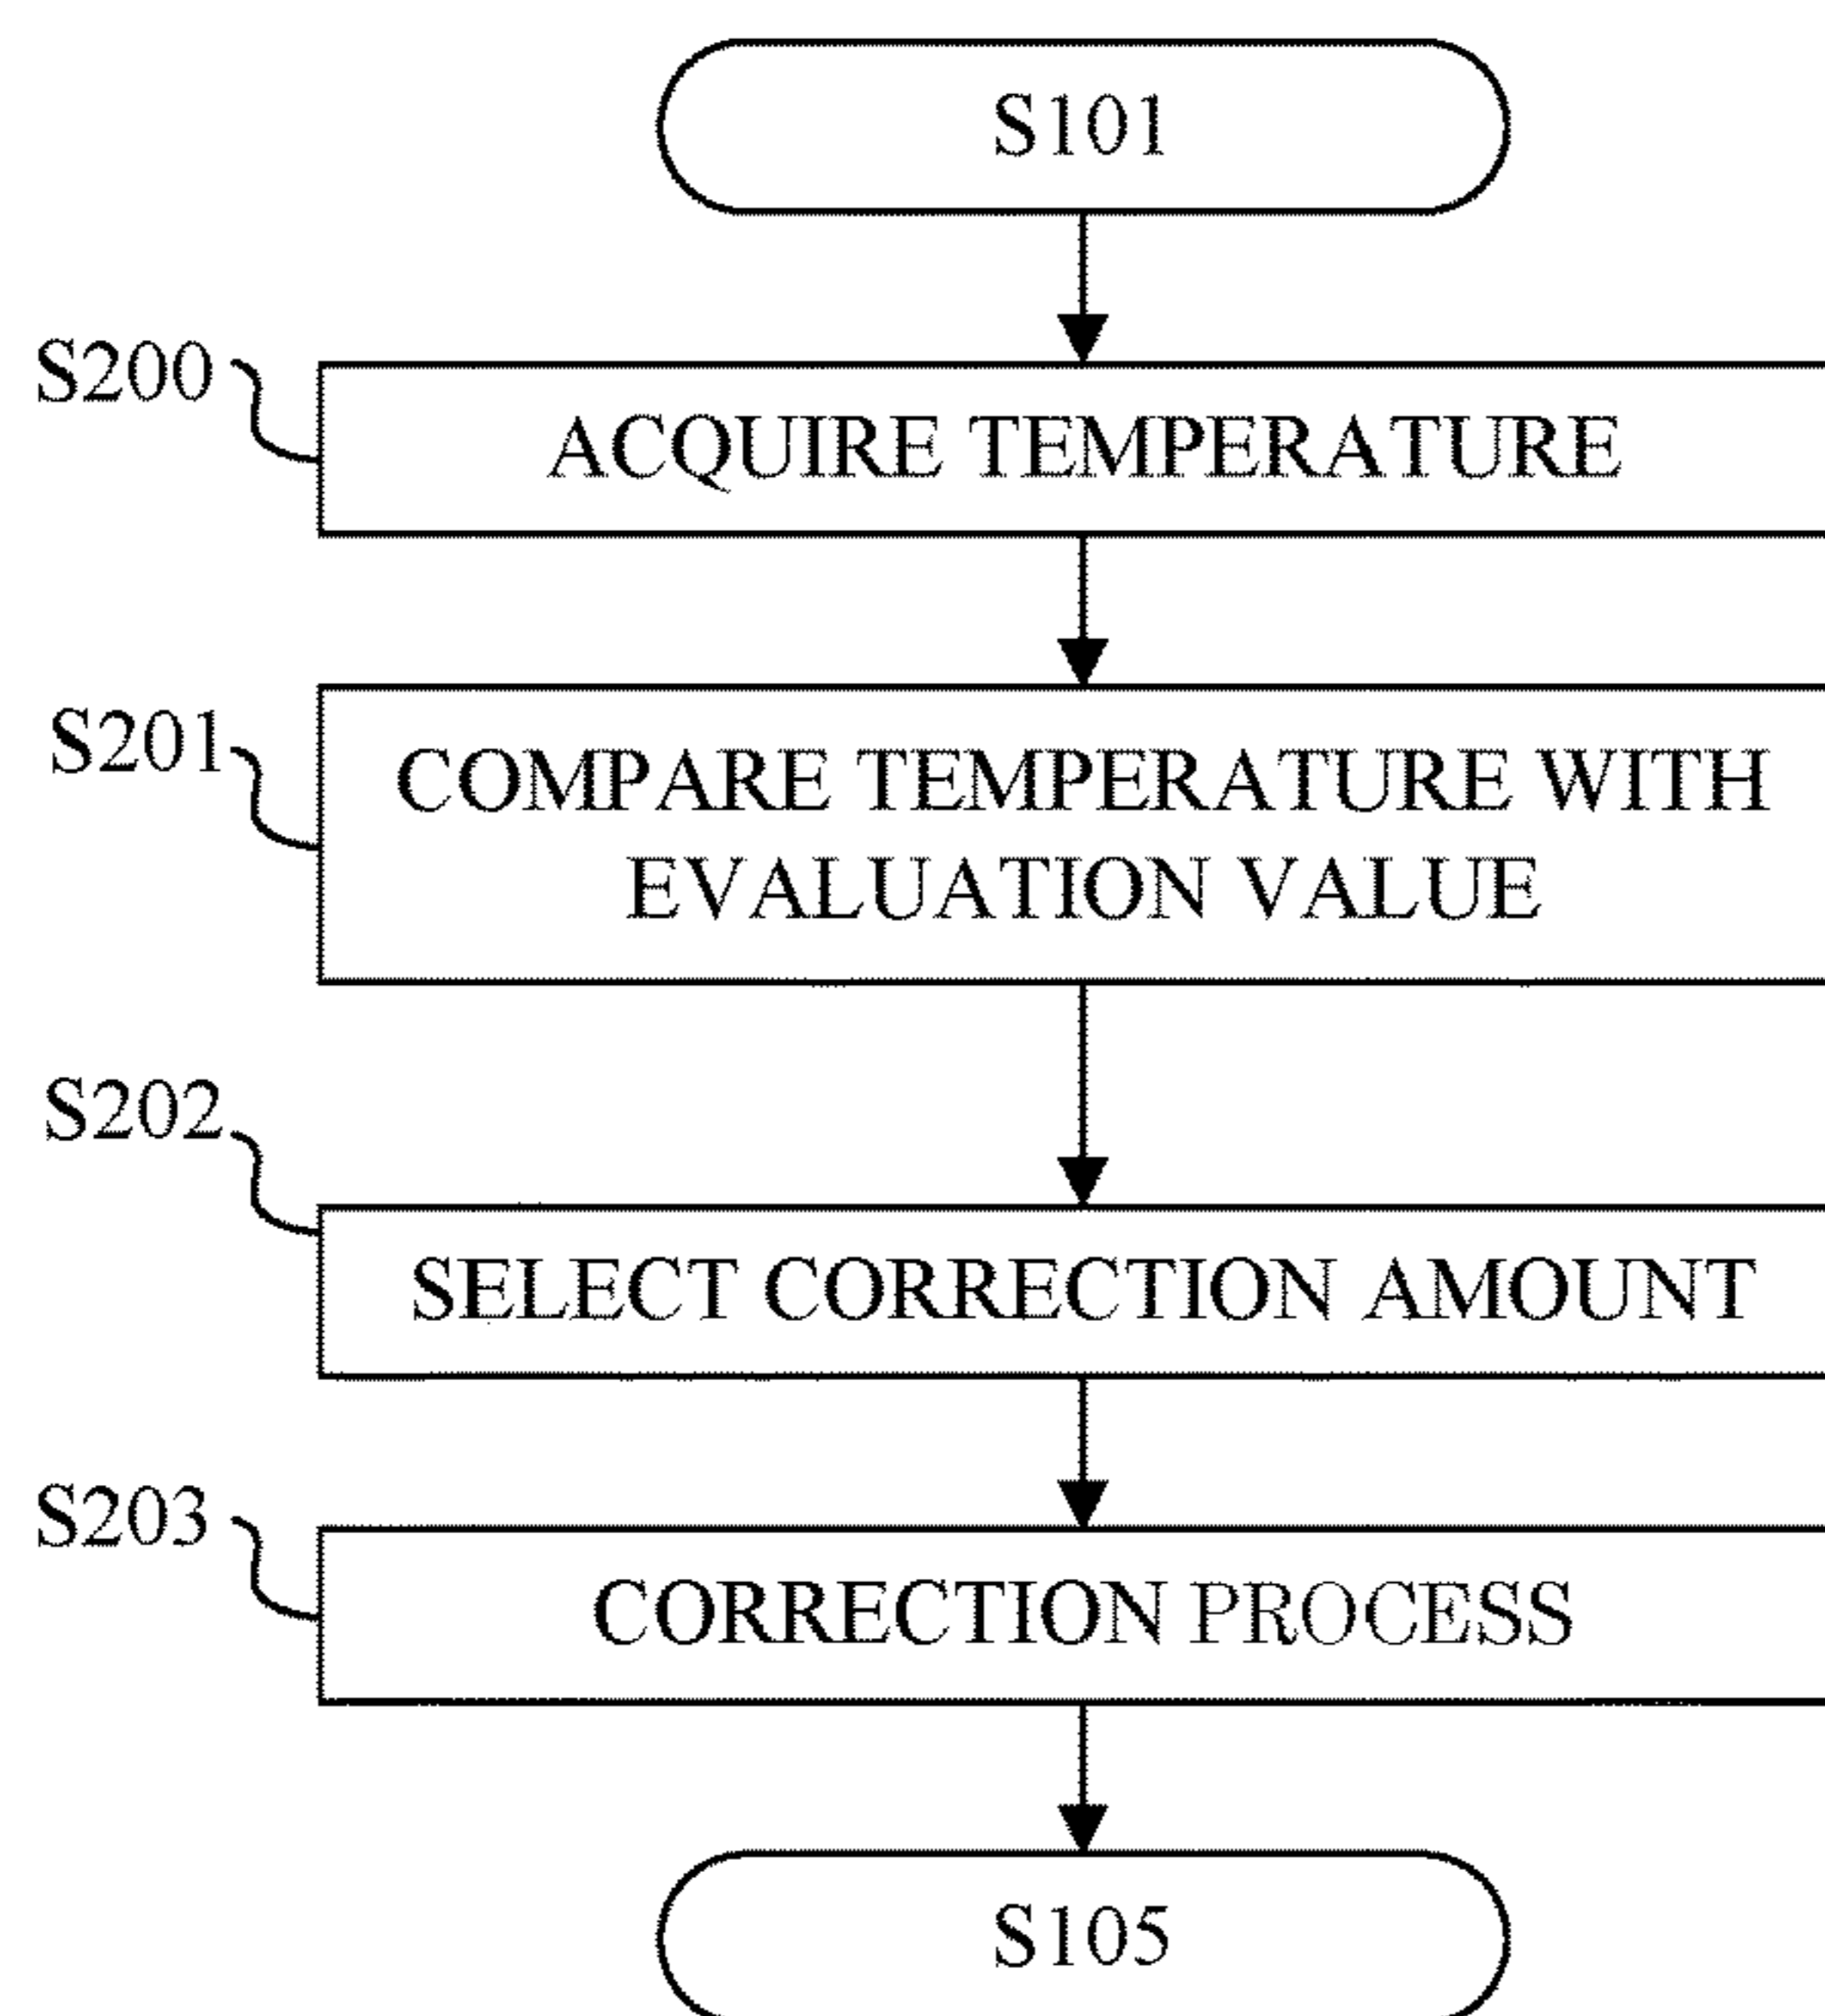 S101
S200
ACQUIRE TEMPERATURE
S201
COMPARE TEMPERATURE WITH
EVALUATION VALUE
S202
SELECT CORRECTION AMOUNT
S203
CORRECTION PROCESS
S105